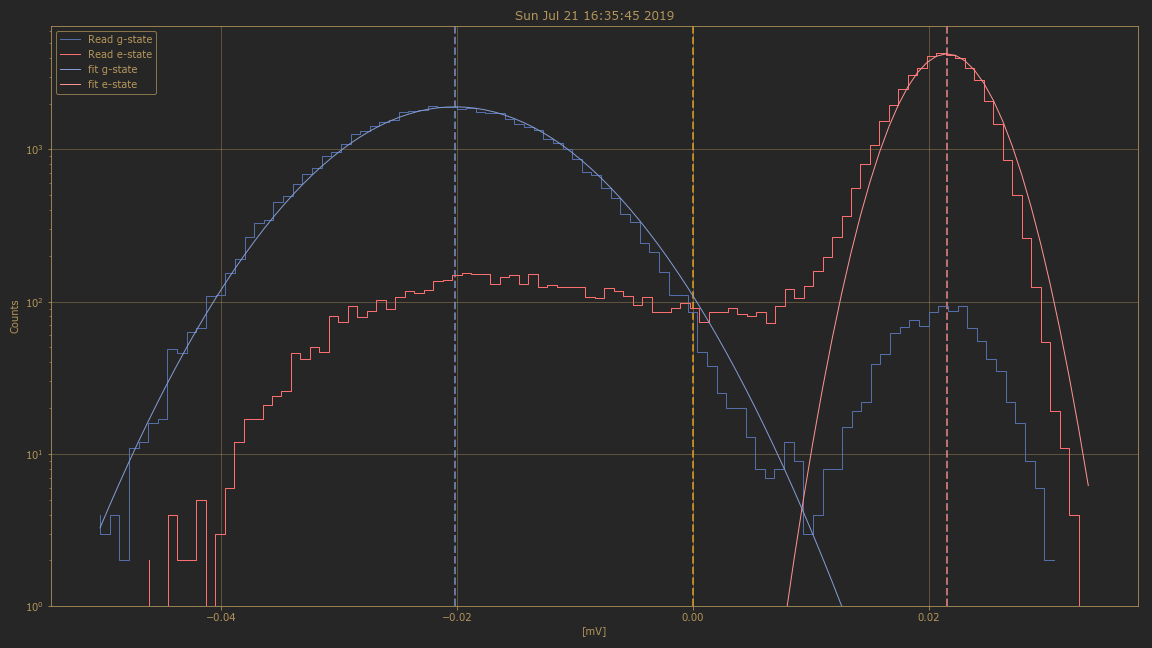 Sun Jul 21 16:35:45 2019
Read g-state
Read e-state
fit g-state
fit e-state
10³
10²
10¹
10⁰
Counts
−0.04
−0.02
0.00
0.02
[mV]